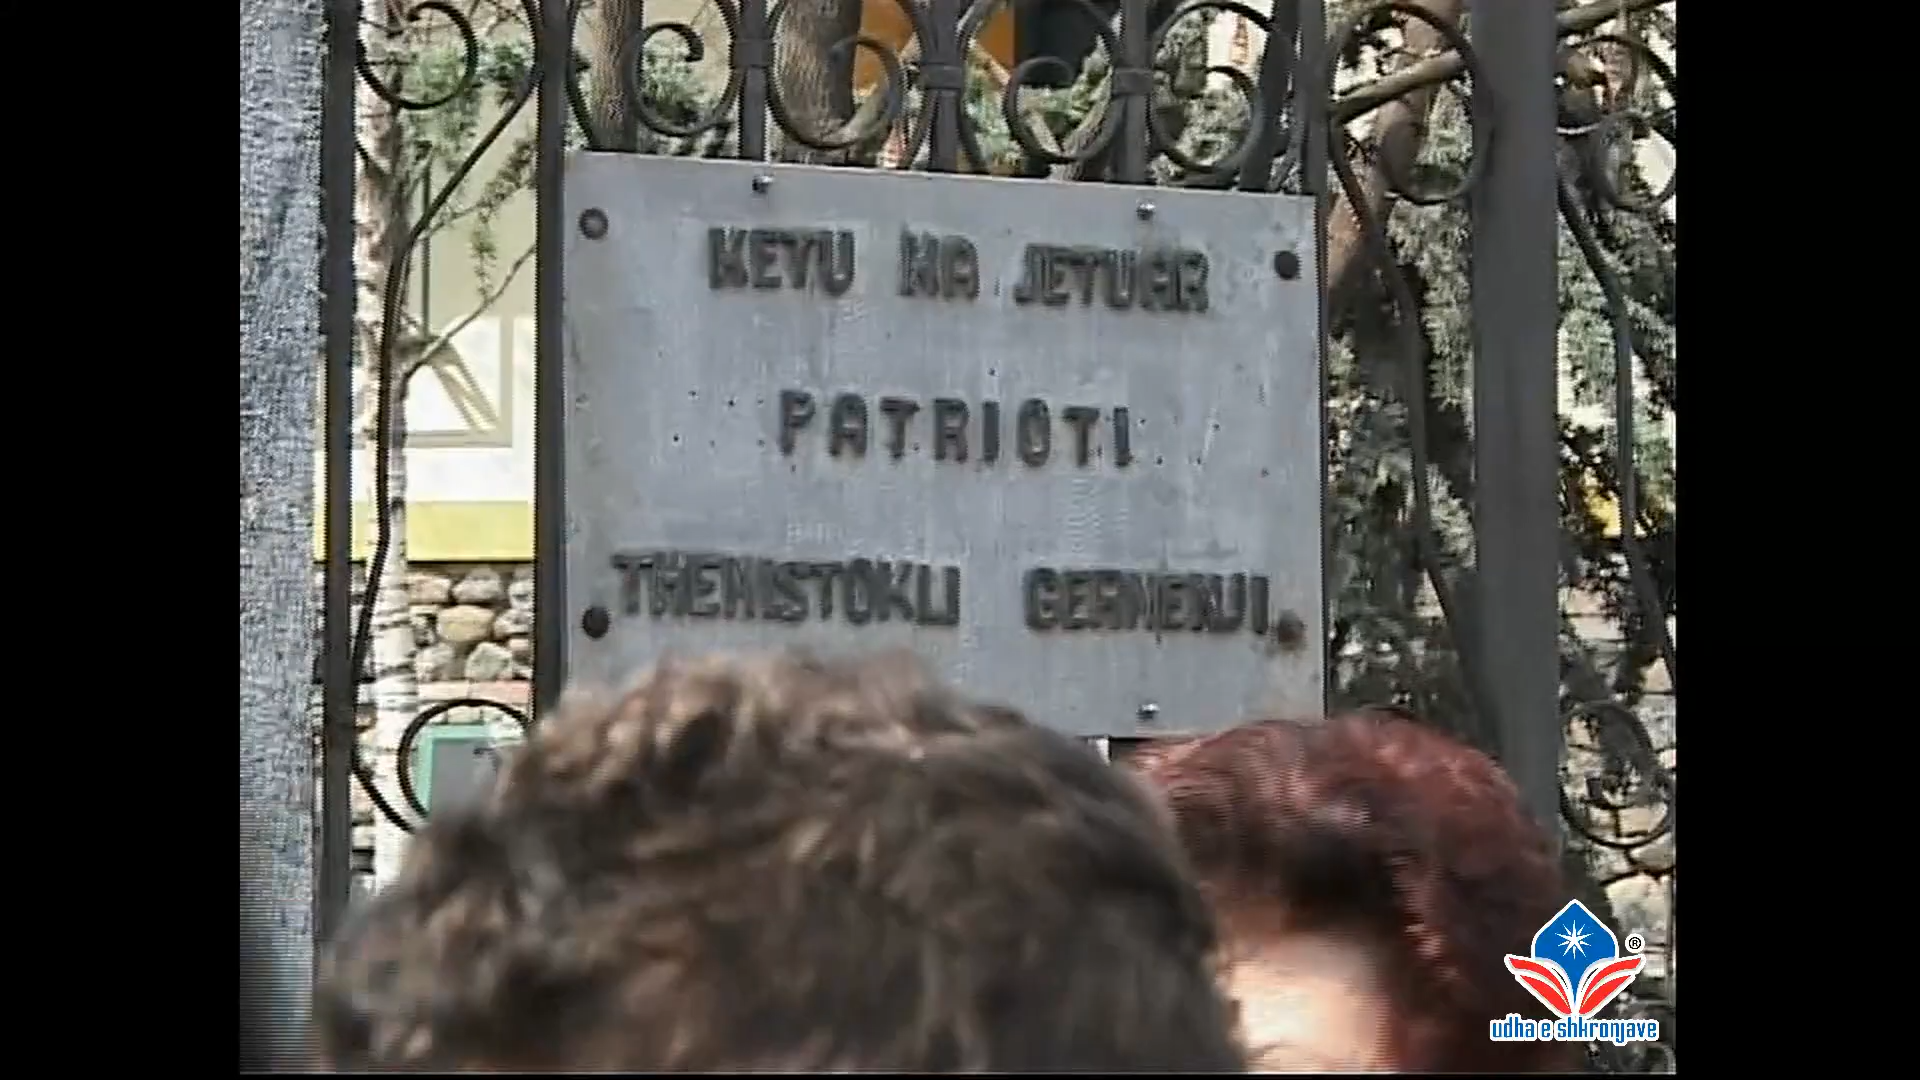 KETU KA JETUAR
PATRIOTI
THEMISTOKLI GERMENJI
udha e shkronjave
®